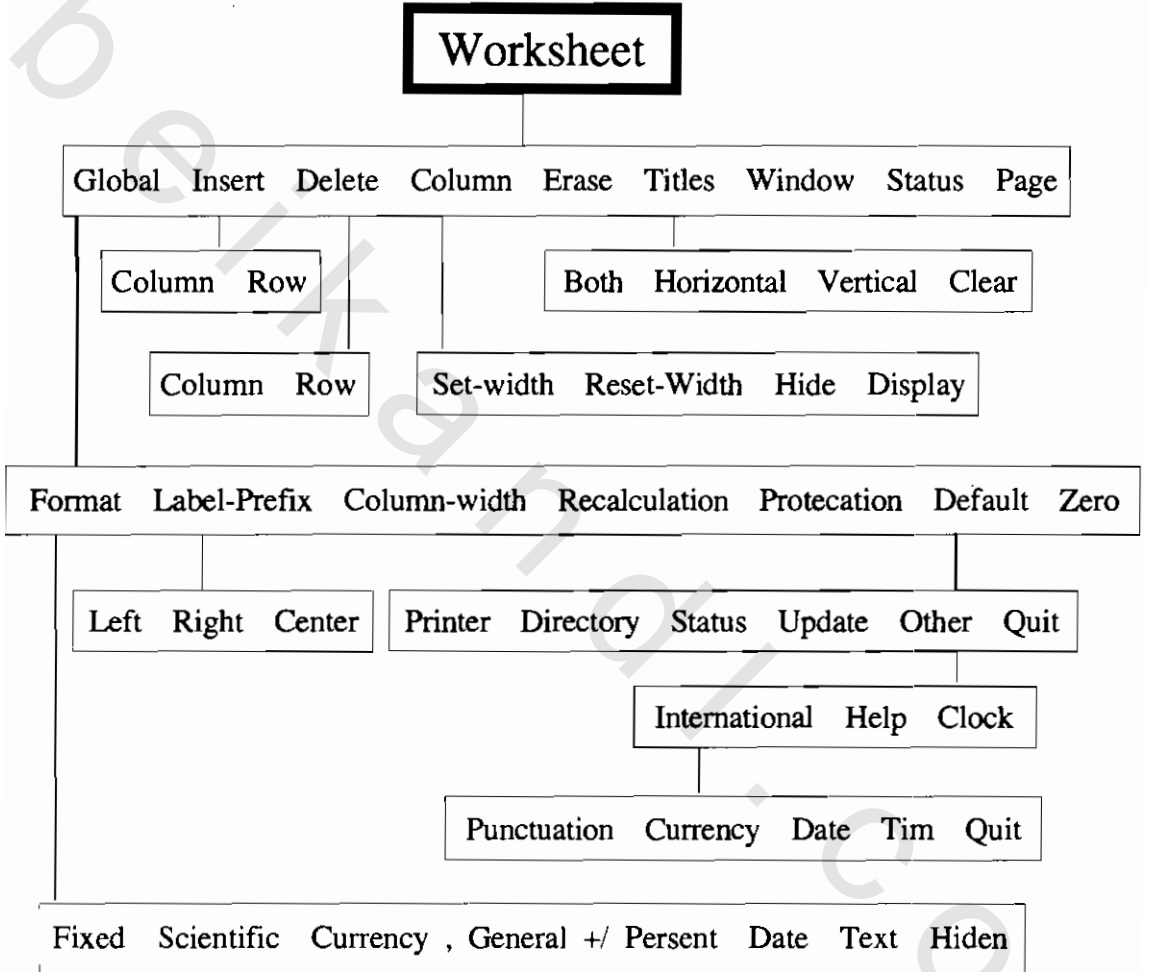 Worksheet
Global Insert Delete Column Erase Titles Window Status Page
Column Row
Both Horizontal Vertical Clear
Column Row
Set-width Reset-Width Hide Display
Format Label-Prefix Column-width Recalculation Protecation Default Zero
Left Right Center
Printer Directory Status Update Other Quit
International Help Clock
Punctuation Currency Date Tim Quit
Fixed Scientific Currency , General +/ Persent Date Text Hiden
beikandl.co